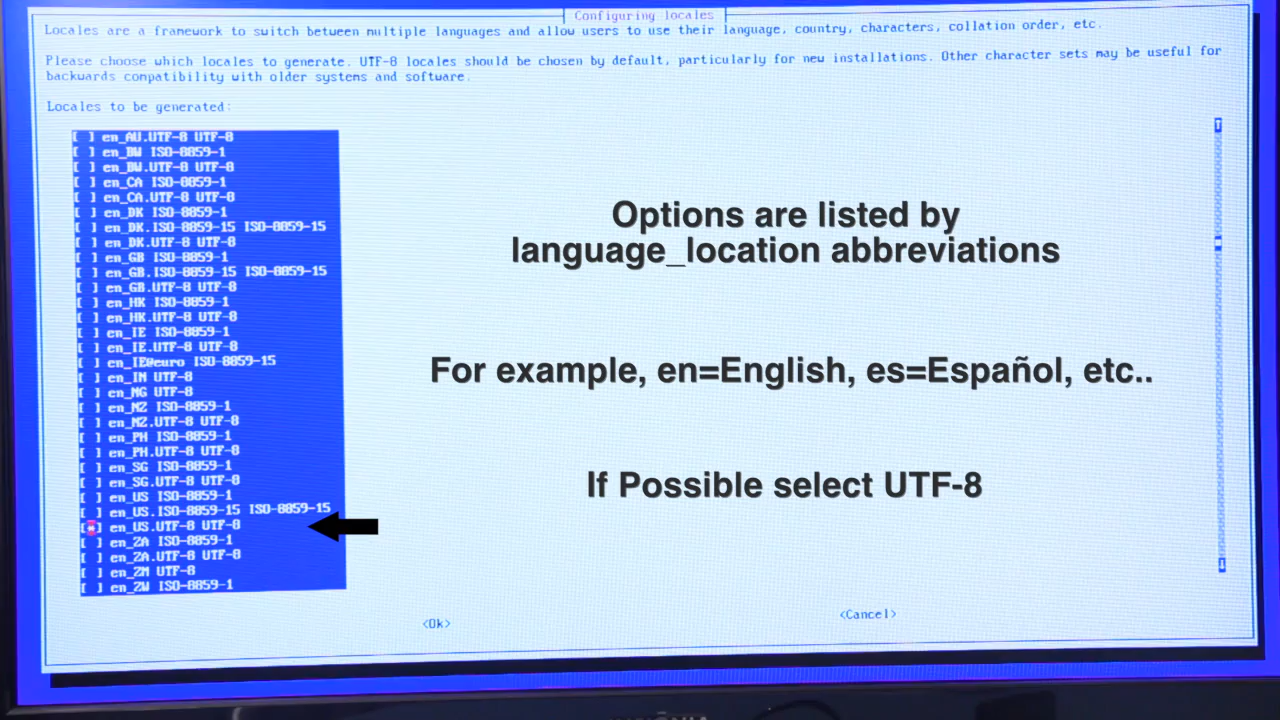 Configuring locales
Locales are a framework to switch between multiple languages and allow users to use their language, country, characters, collation order, etc.
Please choose which locales to generate. UTF-8 locales should be chosen by default, particularly for new installations. Other character sets may be useful for
backwards compatibility with older systems and software.
Locales to be generated:
[ ] en_AU.UTF-8 UTF-8
[ ] en_BW ISO-8859-1
[ ] en_BW.UTF-8 UTF-8
[ ] en_CA ISO-8859-1
[ ] en_CA.UTF-8 UTF-8
[ ] en_DK ISO-8859-1
[ ] en_DK.ISO-8859-15 ISO-8859-15
[ ] en_DK.UTF-8 UTF-8
[ ] en_GB ISO-8859-1
[ ] en_GB.ISO-8859-15 ISO-8859-15
[ ] en_GB.UTF-8 UTF-8
[ ] en_HK ISO-8859-1
[ ] en_HK.UTF-8 UTF-8
[ ] en_IE ISO-8859-1
[ ] en_IE.UTF-8 UTF-8
[ ] en_IE@euro ISO-8859-15
[ ] en_IN UTF-8
[ ] en_NG UTF-8
[ ] en_NZ ISO-8859-1
[ ] en_NZ.UTF-8 UTF-8
[ ] en_PH ISO-8859-1
[ ] en_PH.UTF-8 UTF-8
[ ] en_SG ISO-8859-1
[ ] en_SG.UTF-8 UTF-8
[ ] en_US ISO-8859-1
[ ] en_US.ISO-8859-15 ISO-8859-15
[*] en_US.UTF-8 UTF-8
[ ] en_ZA ISO-8859-1
[ ] en_ZA.UTF-8 UTF-8
[ ] en_ZM UTF-8
[ ] en_ZW ISO-8859-1
Options are listed by
language_location abbreviations
For example, en=English, es=Español, etc..
If Possible select UTF-8
<Ok>
<Cancel>